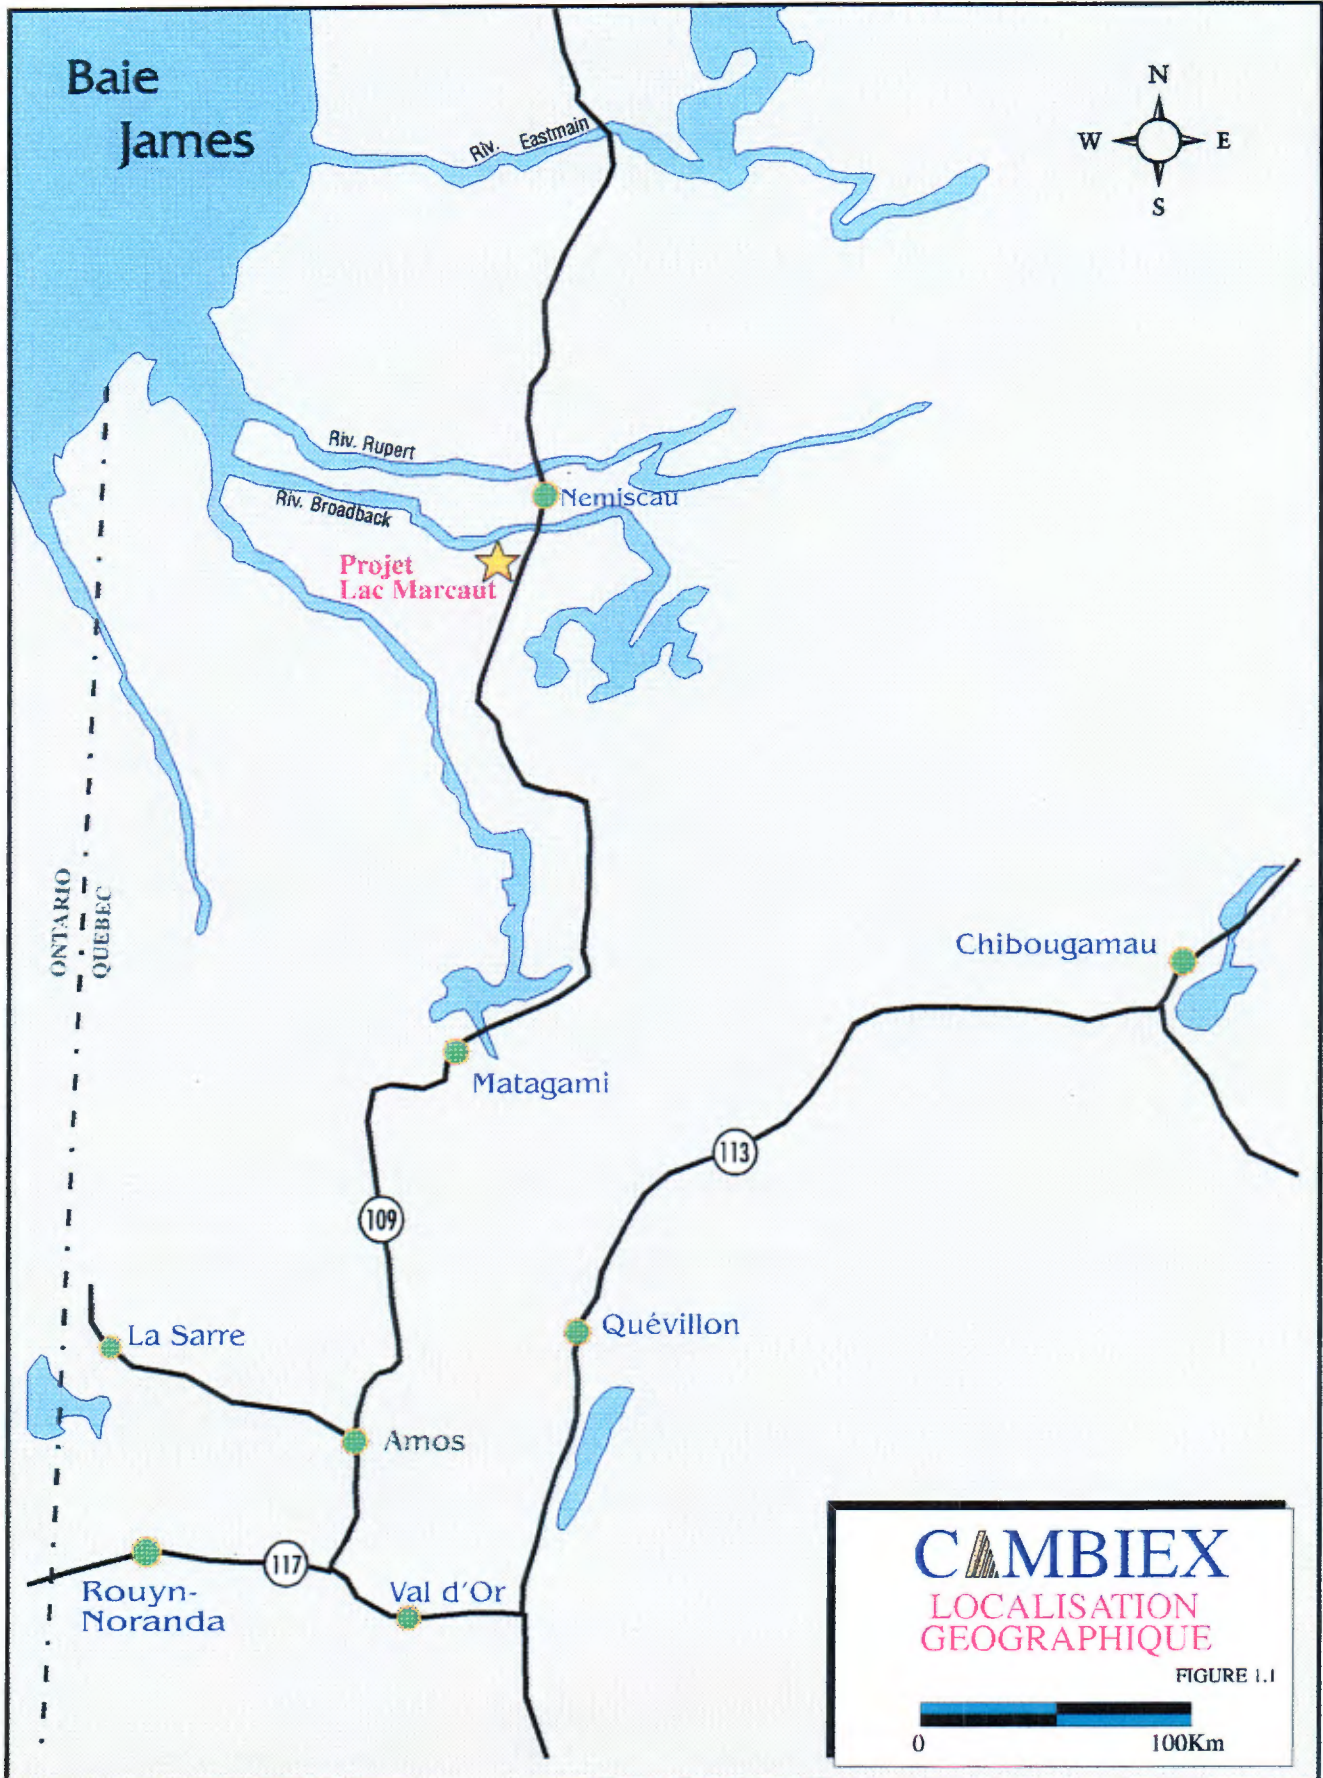 Baie
James
N
W
E
S
Riv. Eastmain
Riv. Rupert
Nemiscau
Riv. Broadback
Projet
Lac Marcaut
ONTARIO
QUEBEC
Chibougamau
Matagami
113
109
La Sarre
Quévillon
Amos
117
Rouyn-
Noranda
Val d'Or
CAMBIEX
LOCALISATION
GEOGRAPHIQUE
FIGURE 1.1
0
100Km